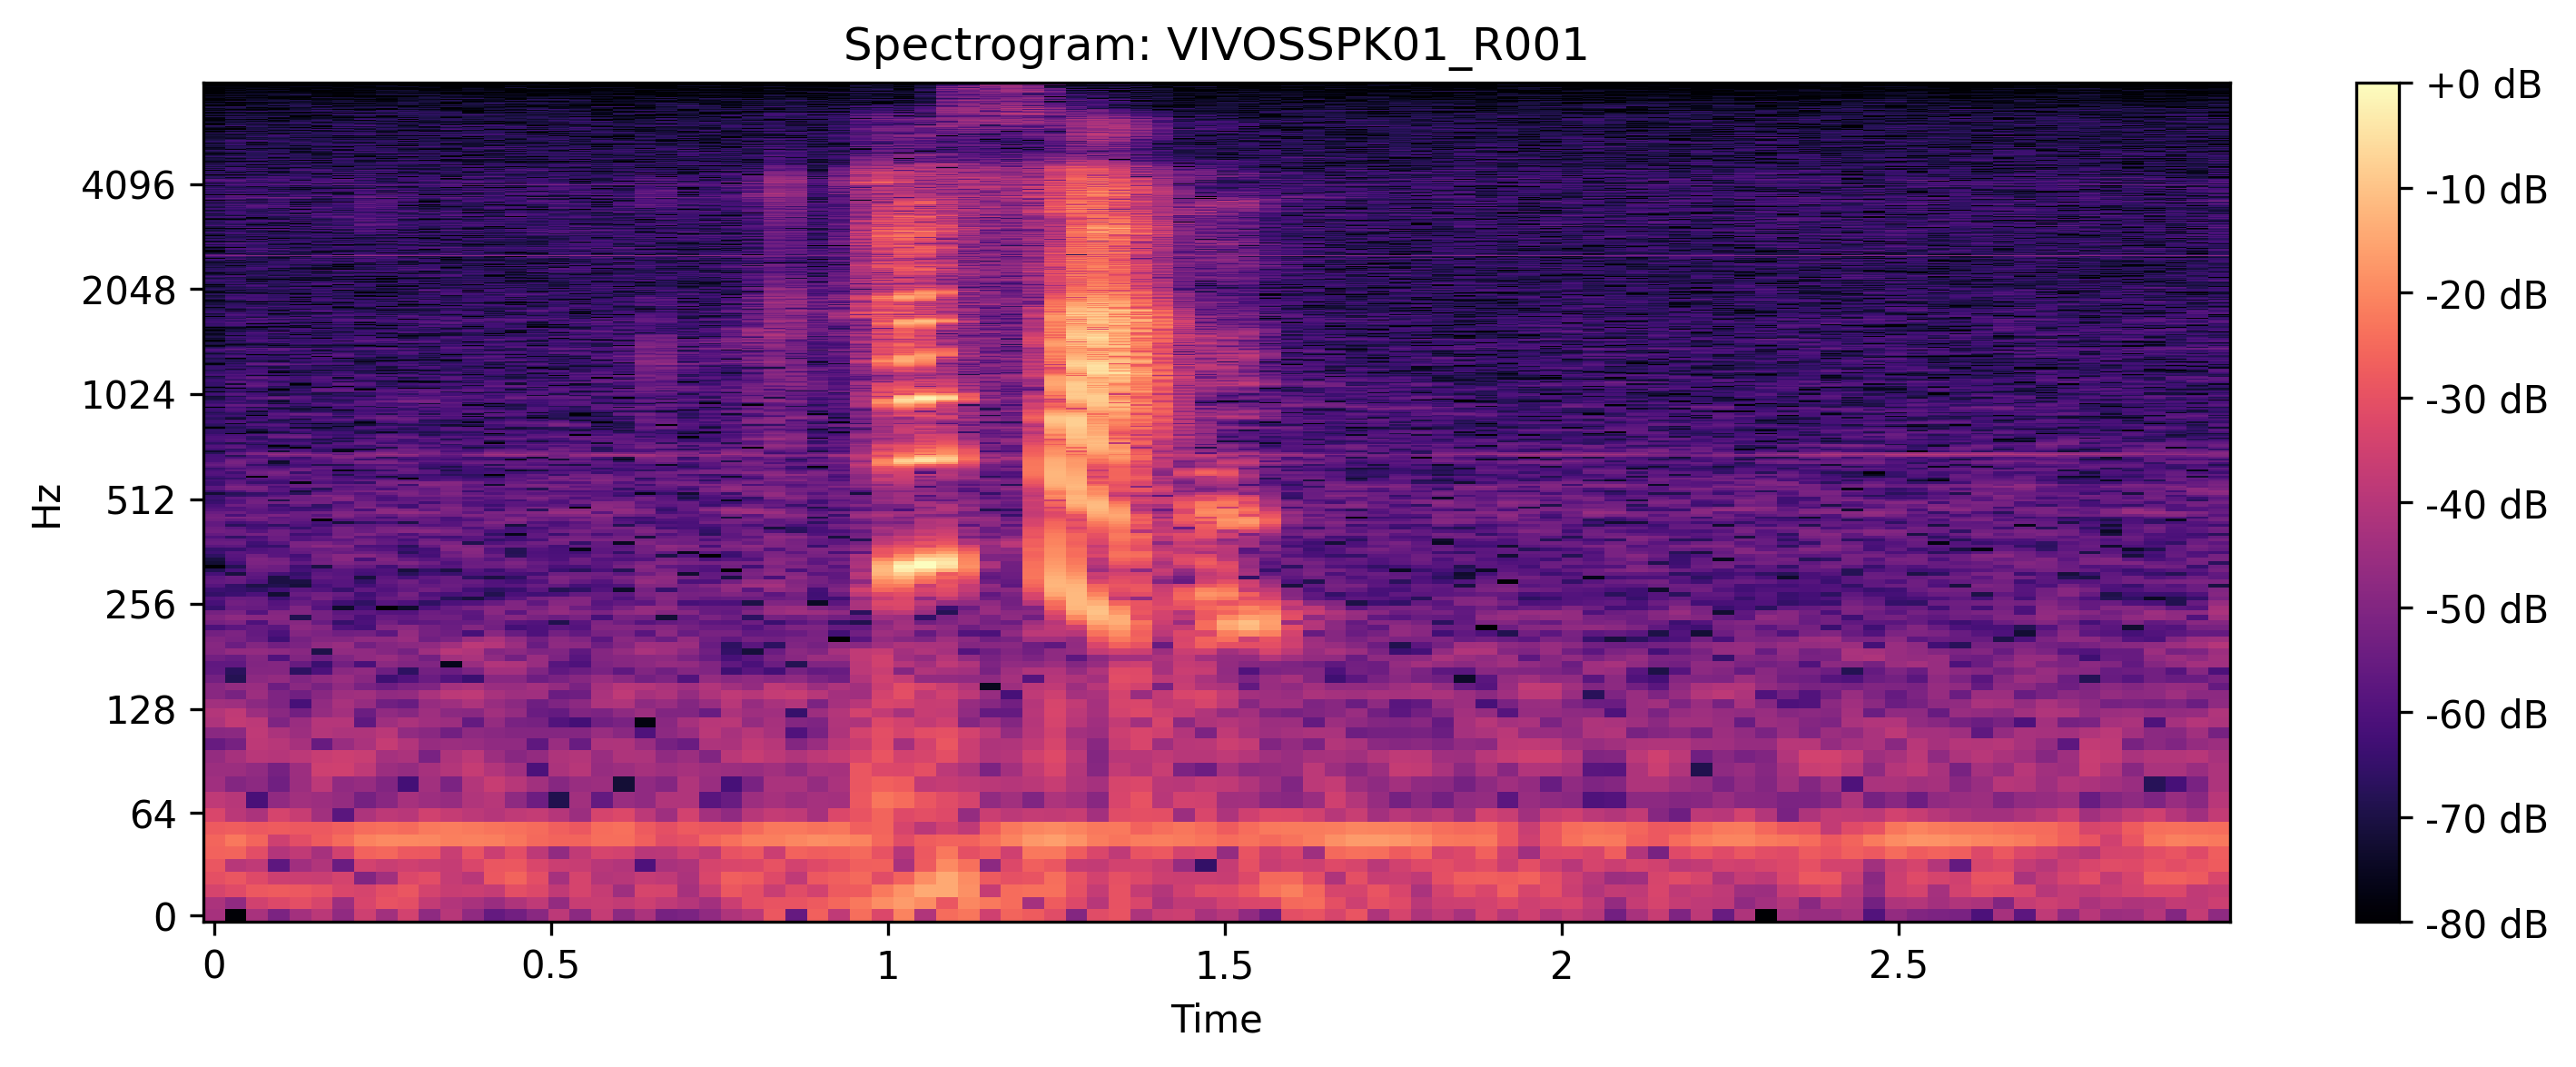 Spectrogram: VIVOSSPK01_R001
Hz
4096
2048
1024
512
256
128
64
0
0 0.5 1 1.5 2 2.5
Time
+0 dB
-10 dB
-20 dB
-30 dB
-40 dB
-50 dB
-60 dB
-70 dB
-80 dB